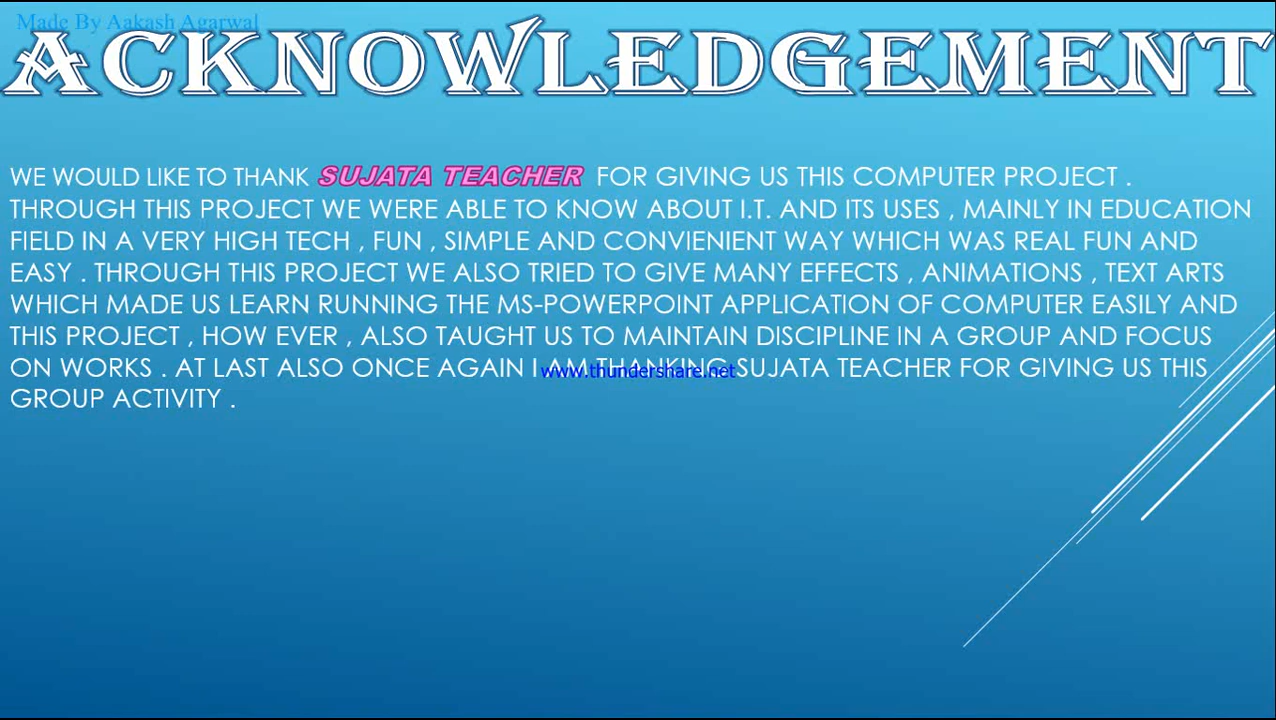 Made By Aakash Agarwal
ACKNOWLEDGEMENT
WE WOULD LIKE TO THANK SUJATA TEACHER FOR GIVING US THIS COMPUTER PROJECT .
THROUGH THIS PROJECT WE WERE ABLE TO KNOW ABOUT I.T. AND ITS USES , MAINLY IN EDUCATION
FIELD IN A VERY HIGH TECH , FUN , SIMPLE AND CONVIENIENT WAY WHICH WAS REAL FUN AND
EASY . THROUGH THIS PROJECT WE ALSO TRIED TO GIVE MANY EFFECTS , ANIMATIONS , TEXT ARTS
WHICH MADE US LEARN RUNNING THE MS-POWERPOINT APPLICATION OF COMPUTER EASILY AND
THIS PROJECT , HOW EVER , ALSO TAUGHT US TO MAINTAIN DISCIPLINE IN A GROUP AND FOCUS
ON WORKS . AT LAST ALSO ONCE AGAIN I AM THANKING SUJATA TEACHER FOR GIVING US THIS
www.thundershare.net
GROUP ACTIVITY .